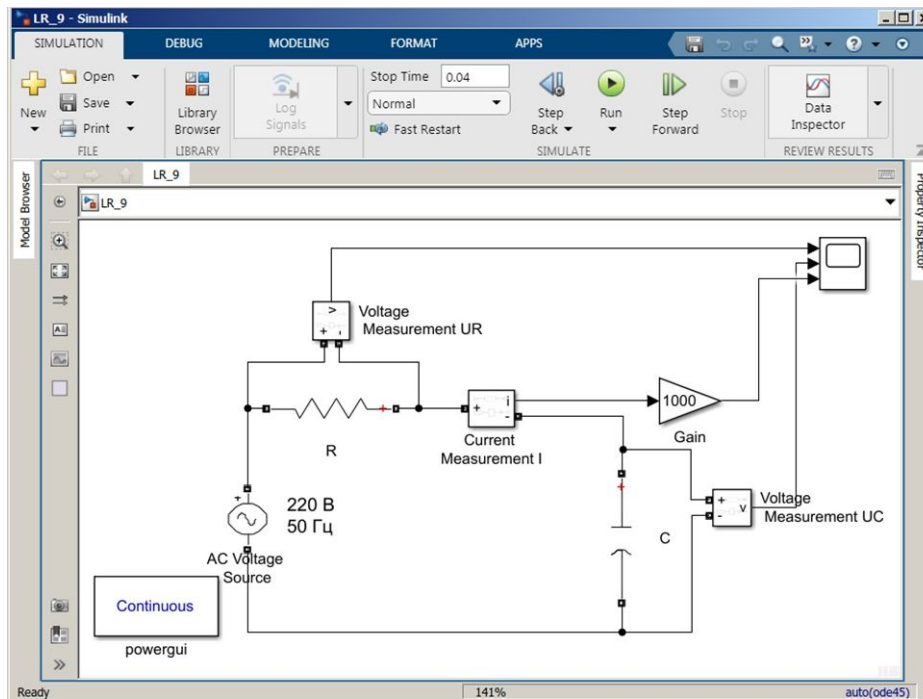 LR_9 - Simulink
SIMULATION DEBUG MODELING FORMAT APPS
New
Open
Save
Print
FILE
Library
Browser
LIBRARY
Log
Signals
PREPARE
Stop Time 0.04
Normal
Fast Restart
Step
Back
Run
Step
Forward
Stop
SIMULATE
Data
Inspector
REVIEW RESULTS
Model Browser
Property Inspector
LR_9
LR_9
Voltage
Measurement UR
R
i
Current
Measurement I
1000
Gain
220 В
50 Гц
AC Voltage
Source
C
v
Voltage
Measurement UC
Continuous
powergui
Ready
141%
auto(ode45)